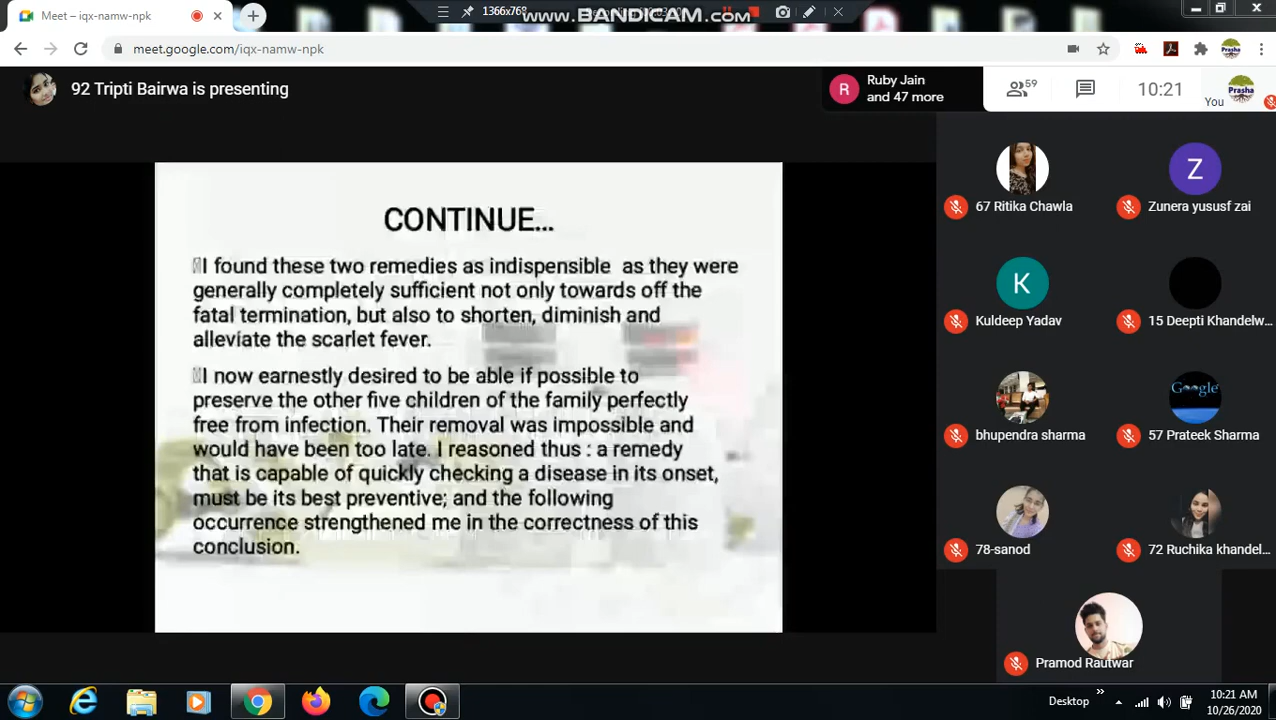 Meet – iqx-namw-npk
1366x768
www.BANDICAM.com
meet.google.com/iqx-namw-npk
92 Tripti Bairwa is presenting
R
Ruby Jain
and 47 more
59
10:21
You
Prasha
CONTINUE...
I found these two remedies as indispensible as they were
generally completely sufficient not only towards off the
fatal termination, but also to shorten, diminish and
alleviate the scarlet fever.
I now earnestly desired to be able if possible to
preserve the other five children of the family perfectly
free from infection. Their removal was impossible and
would have been too late. I reasoned thus : a remedy
that is capable of quickly checking a disease in its onset,
must be its best preventive; and the following
occurrence strengthened me in the correctness of this
conclusion.
67 Ritika Chawla
Z
Zunera yususf zai
K
Kuldeep Yadav
15 Deepti Khandelw...
bhupendra sharma
Google
57 Prateek Sharma
78-sanod
72 Ruchika khandel...
Pramod Rautwar
Desktop
10:21 AM
10/26/2020